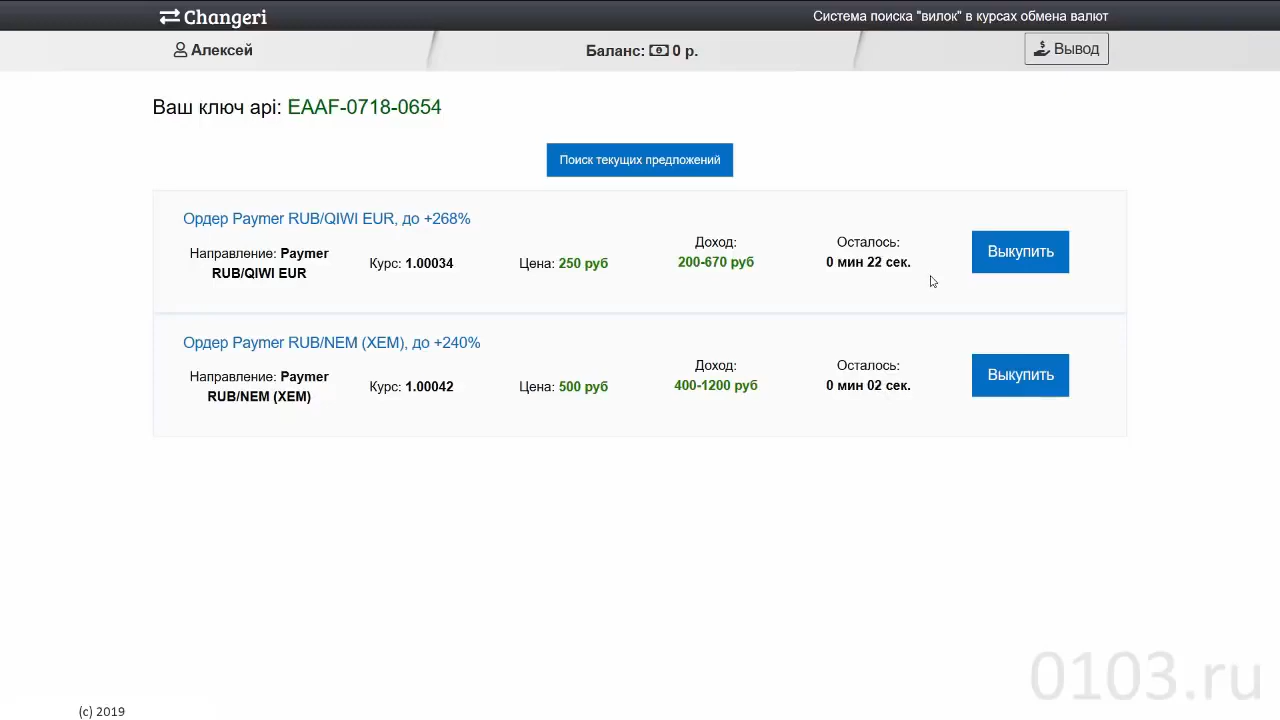 Changeri
Система поиска "вилок" в курсах обмена валют
Алексей
Баланс: 0 р.
Вывод
Ваш ключ api: EAAF-0718-0654
Поиск текущих предложений
Ордер Paymer RUB/QIWI EUR, до +268%
Направление: Paymer
RUB/QIWI EUR
Курс: 1.00034
Цена: 250 руб
Доход:
200-670 руб
Осталось:
0 мин 22 сек.
Выкупить
Ордер Paymer RUB/NEM (XEM), до +240%
Направление: Paymer
RUB/NEM (XEM)
Курс: 1.00042
Цена: 500 руб
Доход:
400-1200 руб
Осталось:
0 мин 02 сек.
Выкупить
0103.ru
(c) 2019